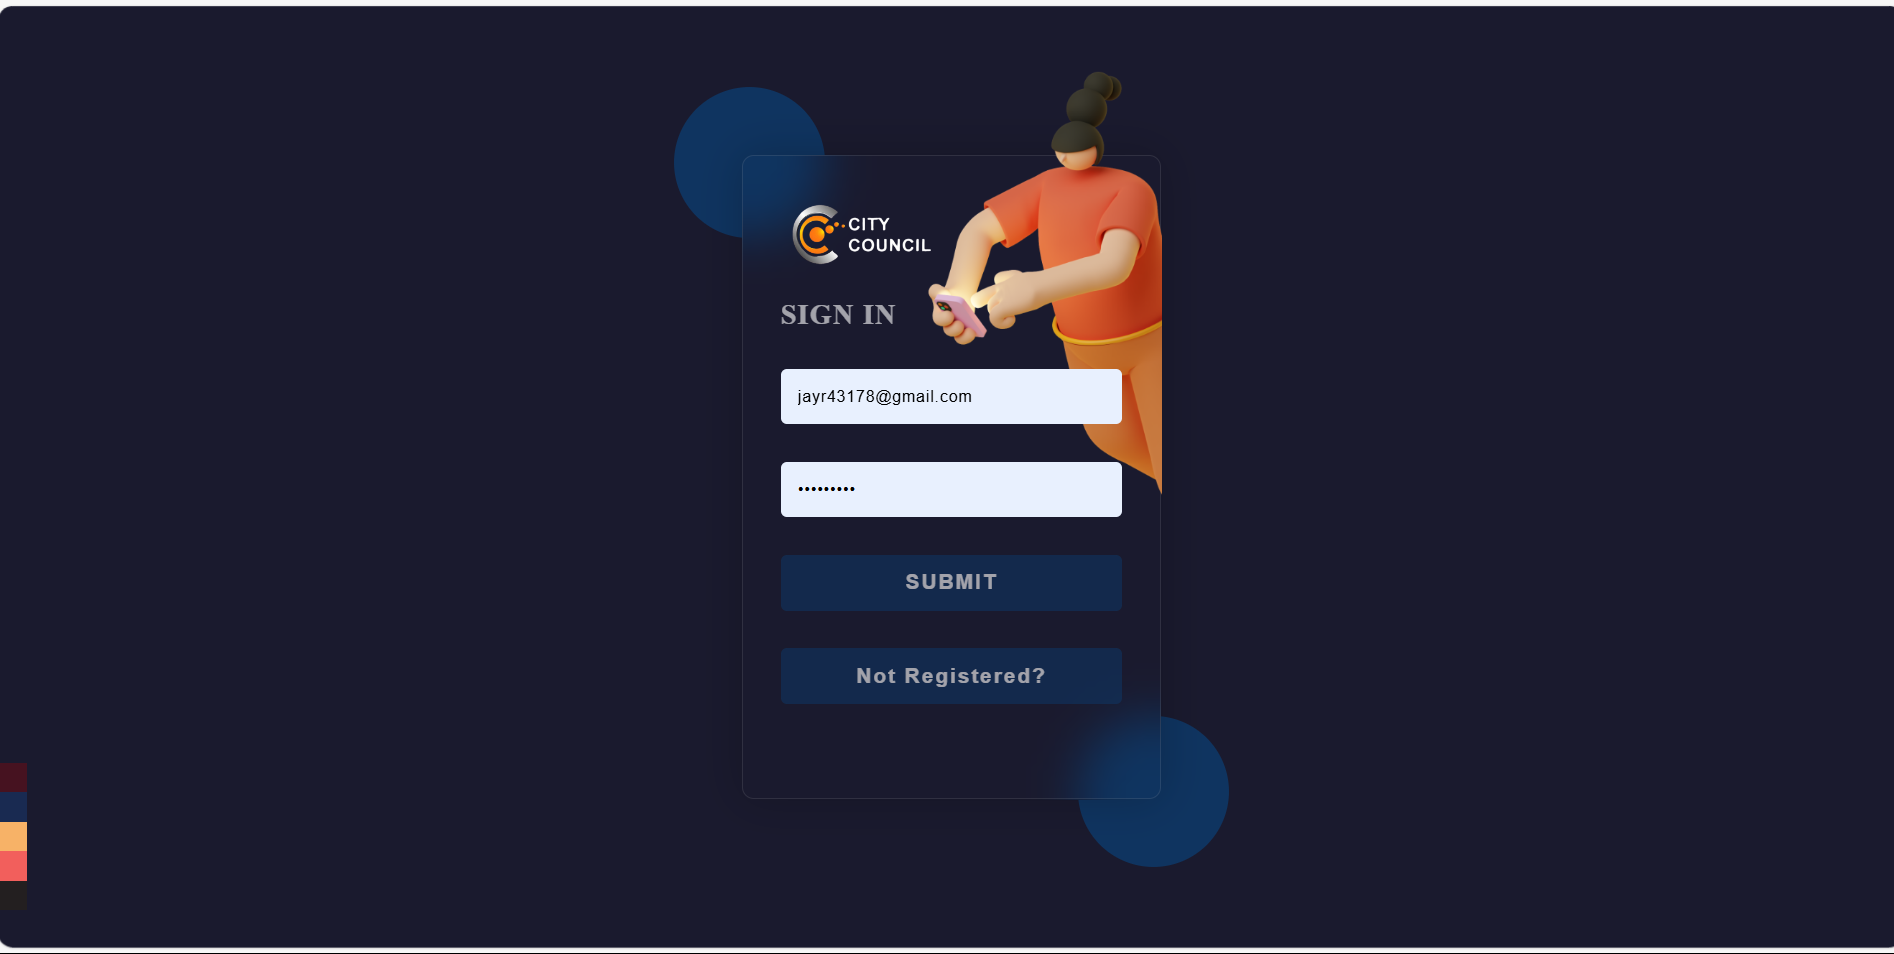 CITY
COUNCIL
SIGN IN
jayr43178@gmail.com
•••••••••
SUBMIT
Not Registered?